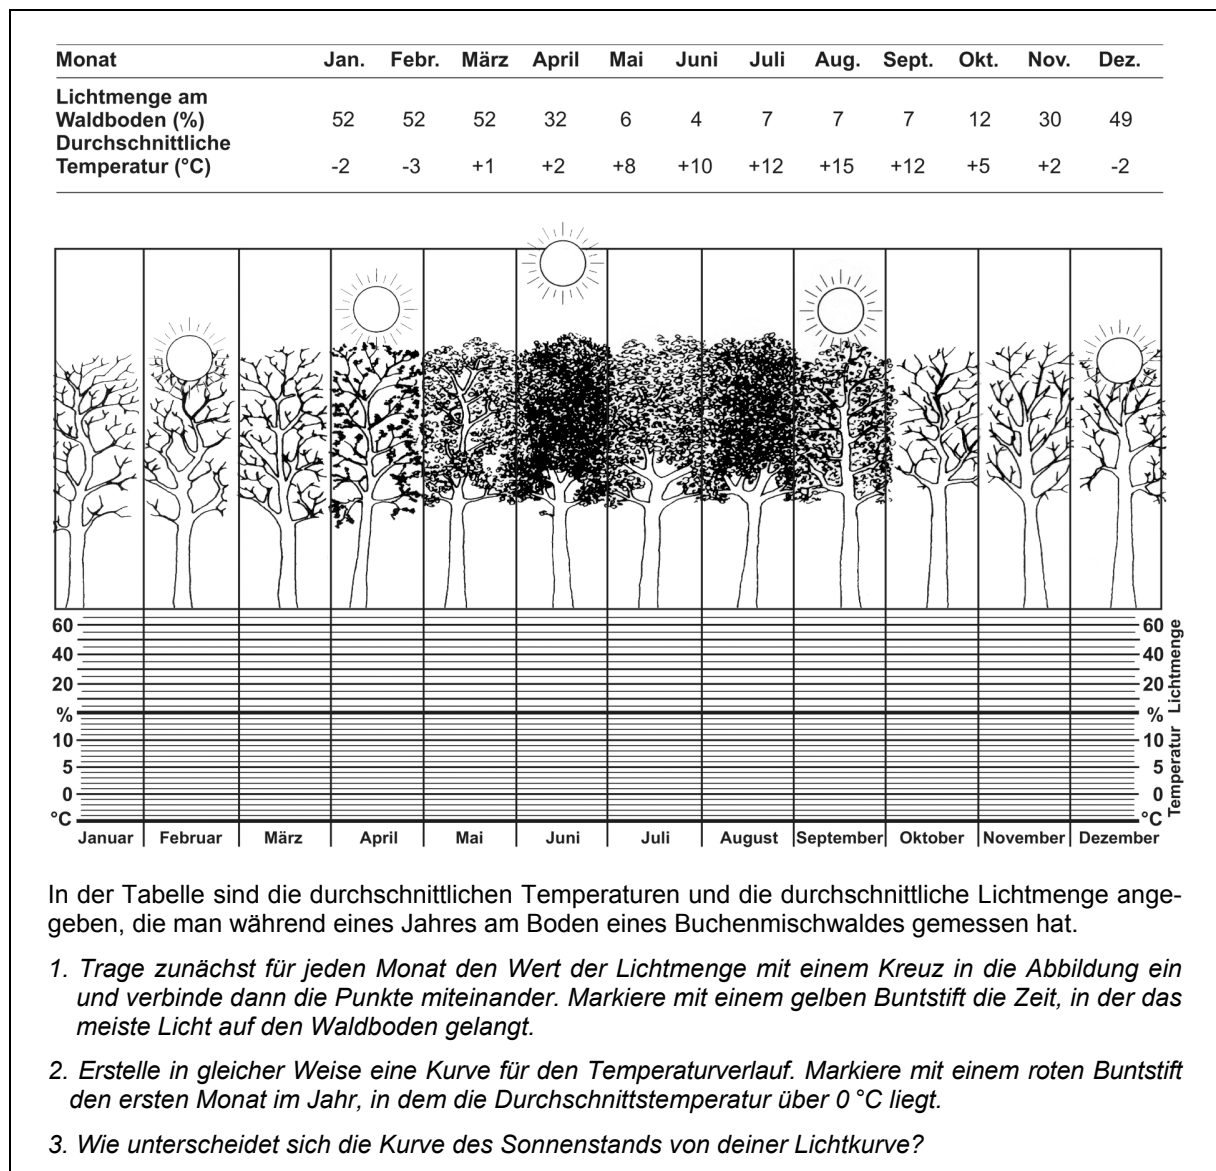 Monat Jan. Febr. März April Mai Juni Juli Aug. Sept. Okt. Nov. Dez.
Lichtmenge am
Waldboden (%) 52 52 52 32 6 4 7 7 7 12 30 49
Durchschnittliche
Temperatur (°C) -2 -3 +1 +2 +8 +10 +12 +15 +12 +5 +2 -2
60 60
40 40
20 20
% %
Lichtmenge
10 10
5 5
0 0
°C °C
Temperatur
Januar Februar März April Mai Juni Juli August September Oktober November Dezember
In der Tabelle sind die durchschnittlichen Temperaturen und die durchschnittliche Lichtmenge ange-
geben, die man während eines Jahres am Boden eines Buchenmischwaldes gemessen hat.
1. Trage zunächst für jeden Monat den Wert der Lichtmenge mit einem Kreuz in die Abbildung ein
und verbinde dann die Punkte miteinander. Markiere mit einem gelben Buntstift die Zeit, in der das
meiste Licht auf den Waldboden gelangt.
2. Erstelle in gleicher Weise eine Kurve für den Temperaturverlauf. Markiere mit einem roten Buntstift
den ersten Monat im Jahr, in dem die Durchschnittstemperatur über 0 °C liegt.
3. Wie unterscheidet sich die Kurve des Sonnenstands von deiner Lichtkurve?